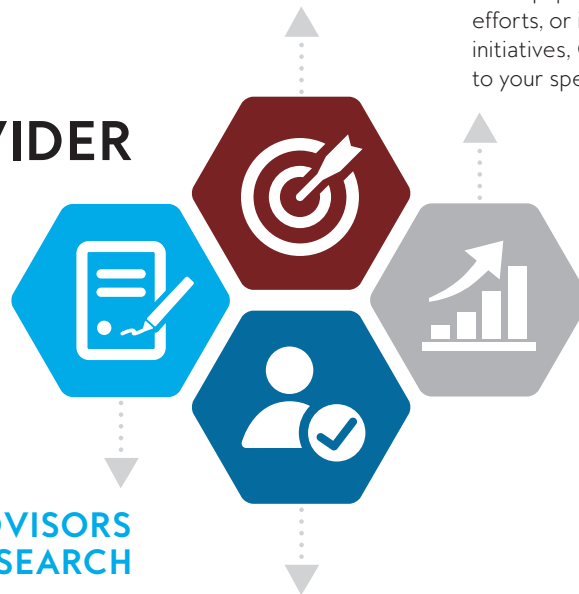 efforts, or i
initiatives,
to your spe
VIDER
VISORS
SEARCH